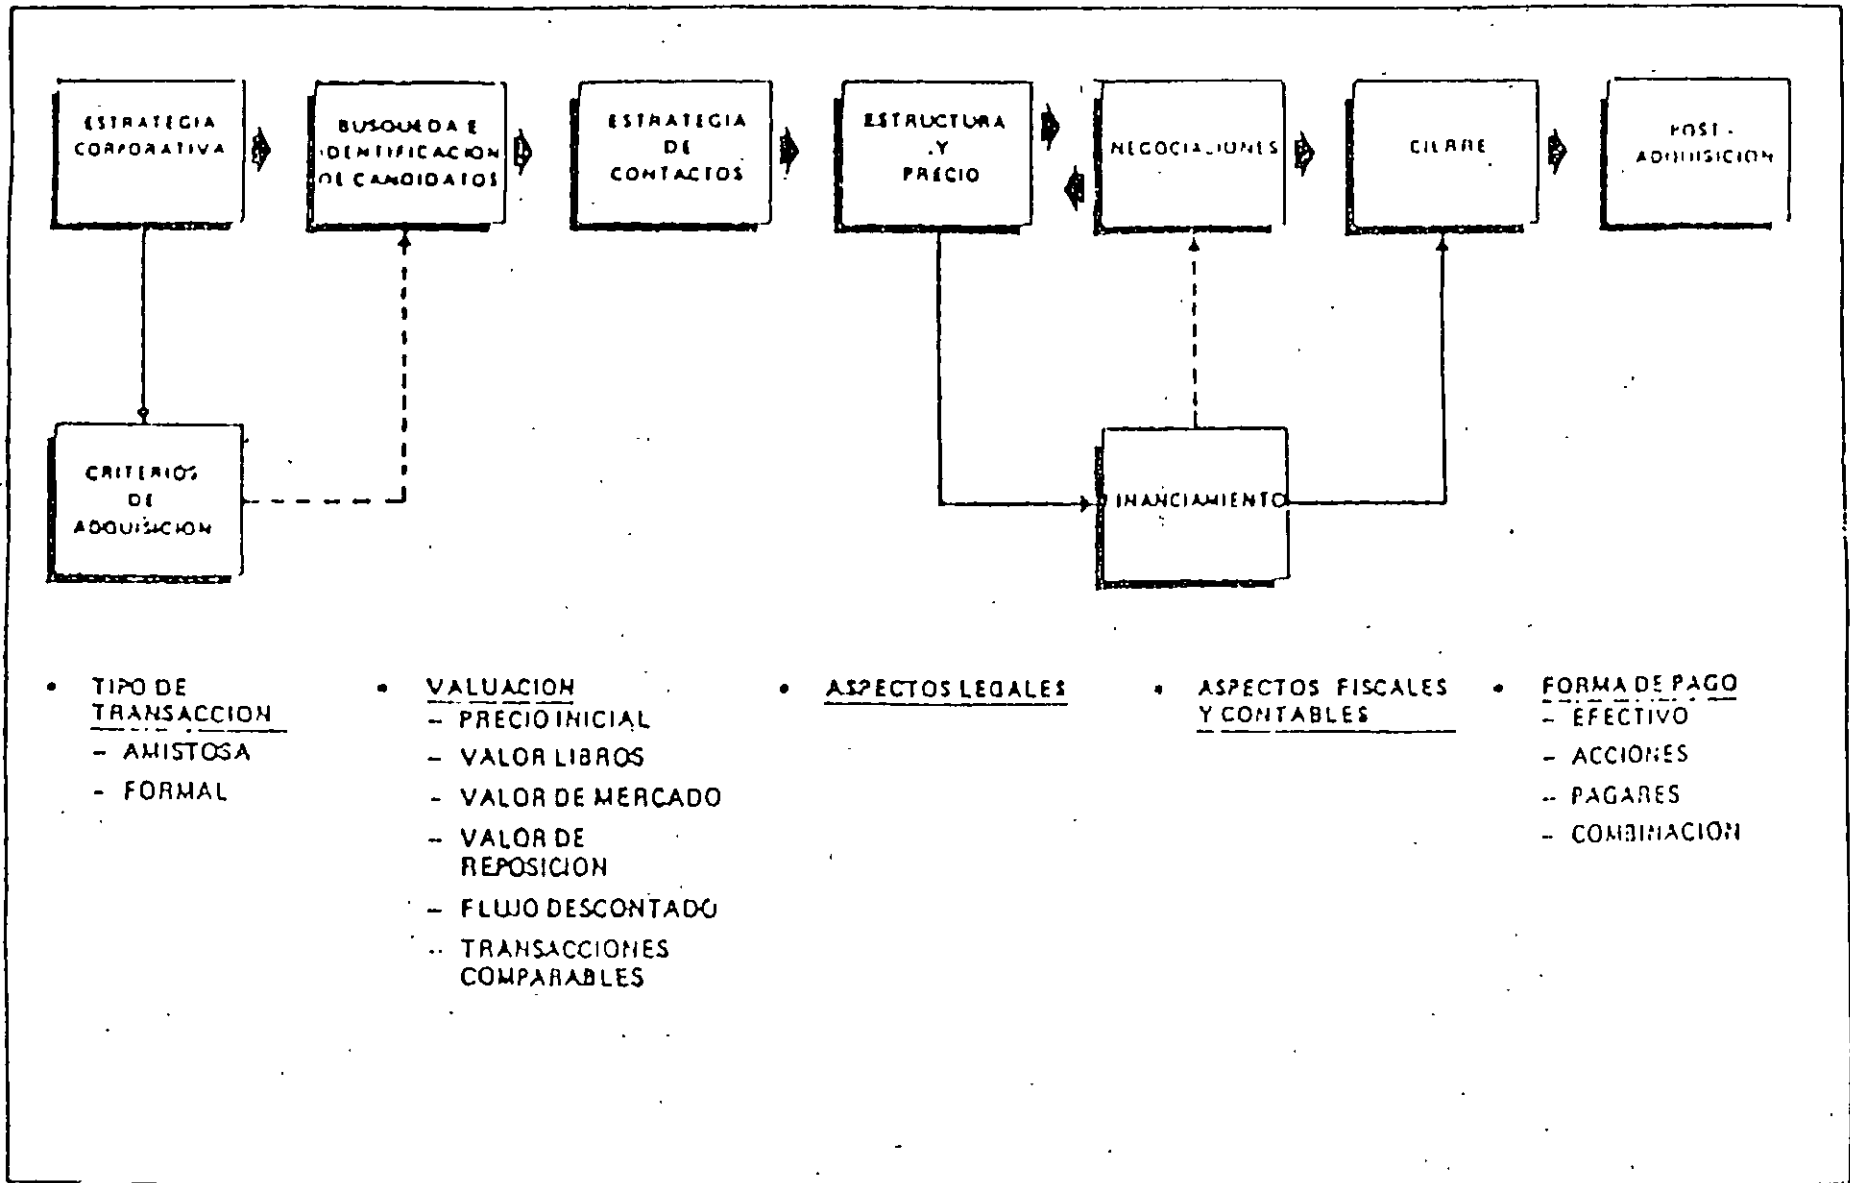 ESTRATEGIA
CORPORATIVA
BUSQUEDA E
IDENTIFICACION
DE CANDIDATOS
ESTRATEGIA
DE
CONTACTOS
ESTRUCTURA
Y
PRECIO
NEGOCIACIONES
CIERRE
POST-
ADQUISICION
CRITERIOS
DE
ADQUISICION
FINANCIAMIENTO
• TIPO DE
TRANSACCION
- AMISTOSA
- FORMAL
• VALUACION
- PRECIO INICIAL
- VALOR LIBROS
- VALOR DE MERCADO
- VALOR DE
REPOSICION
- FLUJO DESCONTADO
- TRANSACCIONES
COMPARABLES
• ASPECTOS LEGALES
• ASPECTOS FISCALES
Y CONTABLES
• FORMA DE PAGO
- EFECTIVO
- ACCIONES
- PAGARES
- COMBINACION